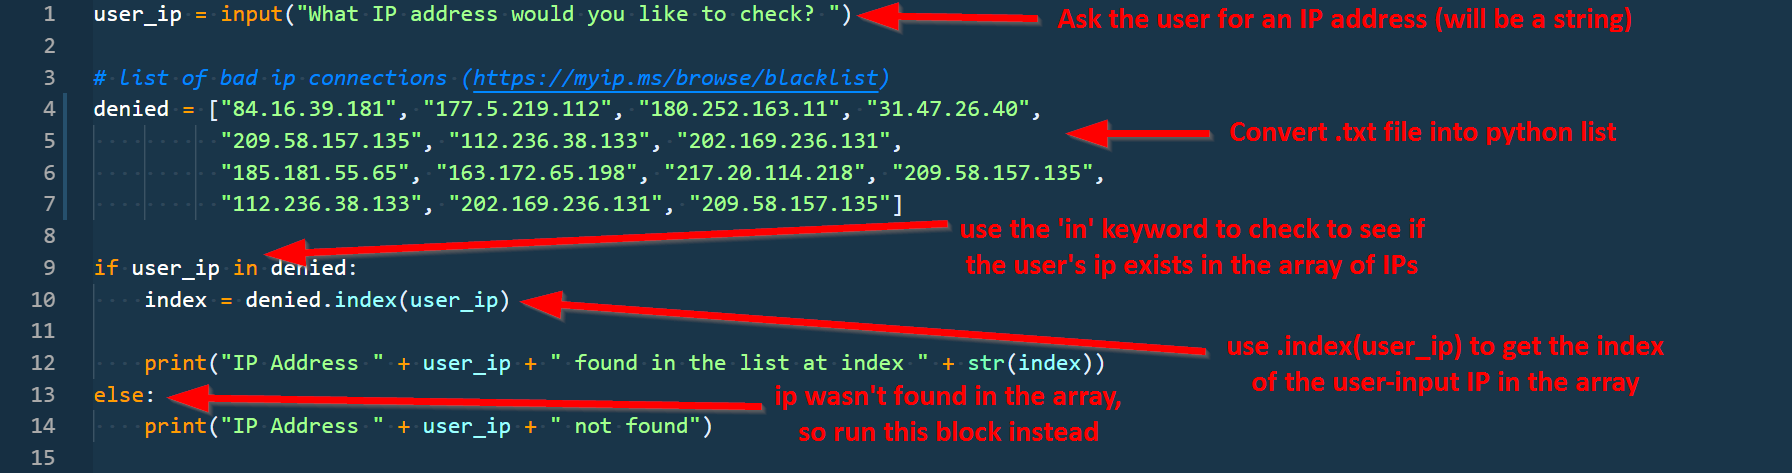 1 user_ip = input("What IP address would you like to check? ") Ask the user for an IP address (will be a string)
2
3 # list of bad ip connections (https://myip.ms/browse/blacklist)
4 denied = ["84.16.39.181", "177.5.219.112", "180.252.163.11", "31.47.26.40",
5 "209.58.157.135", "112.236.38.133", "202.169.236.131", Convert .txt file into python list
6 "185.181.55.65", "163.172.65.198", "217.20.114.218", "209.58.157.135",
7 "112.236.38.133", "202.169.236.131", "209.58.157.135"]
8 use the 'in' keyword to check to see if
9 if user_ip in denied: the user's ip exists in the array of IPs
10 index = denied.index(user_ip)
11 use .index(user_ip) to get the index
12 print("IP Address " + user_ip + " found in the list at index " + str(index)) of the user-input IP in the array
13 else: ip wasn't found in the array,
14 print("IP Address " + user_ip + " not found") so run this block instead
15